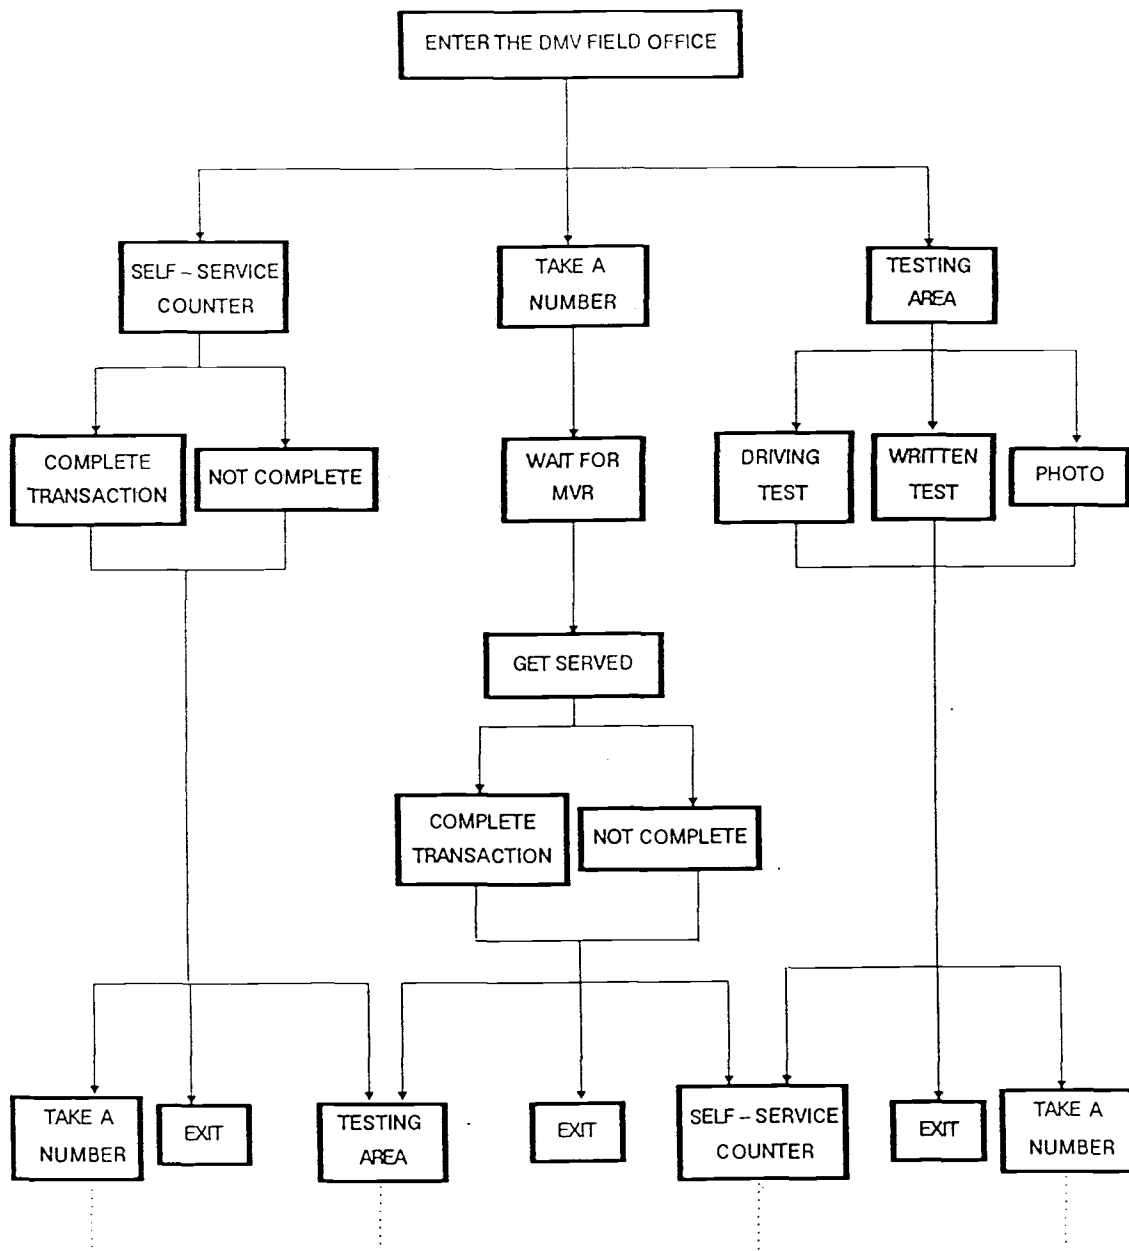 ENTER THE DMV FIELD OFFICE
SELF – SERVICE
COUNTER
TAKE A
NUMBER
TESTING
AREA
COMPLETE
TRANSACTION
NOT COMPLETE
WAIT FOR
MVR
DRIVING
TEST
WRITTEN
TEST
PHOTO
GET SERVED
COMPLETE
TRANSACTION
NOT COMPLETE
TAKE A
NUMBER
EXIT
TESTING
AREA
EXIT
SELF – SERVICE
COUNTER
EXIT
TAKE A
NUMBER